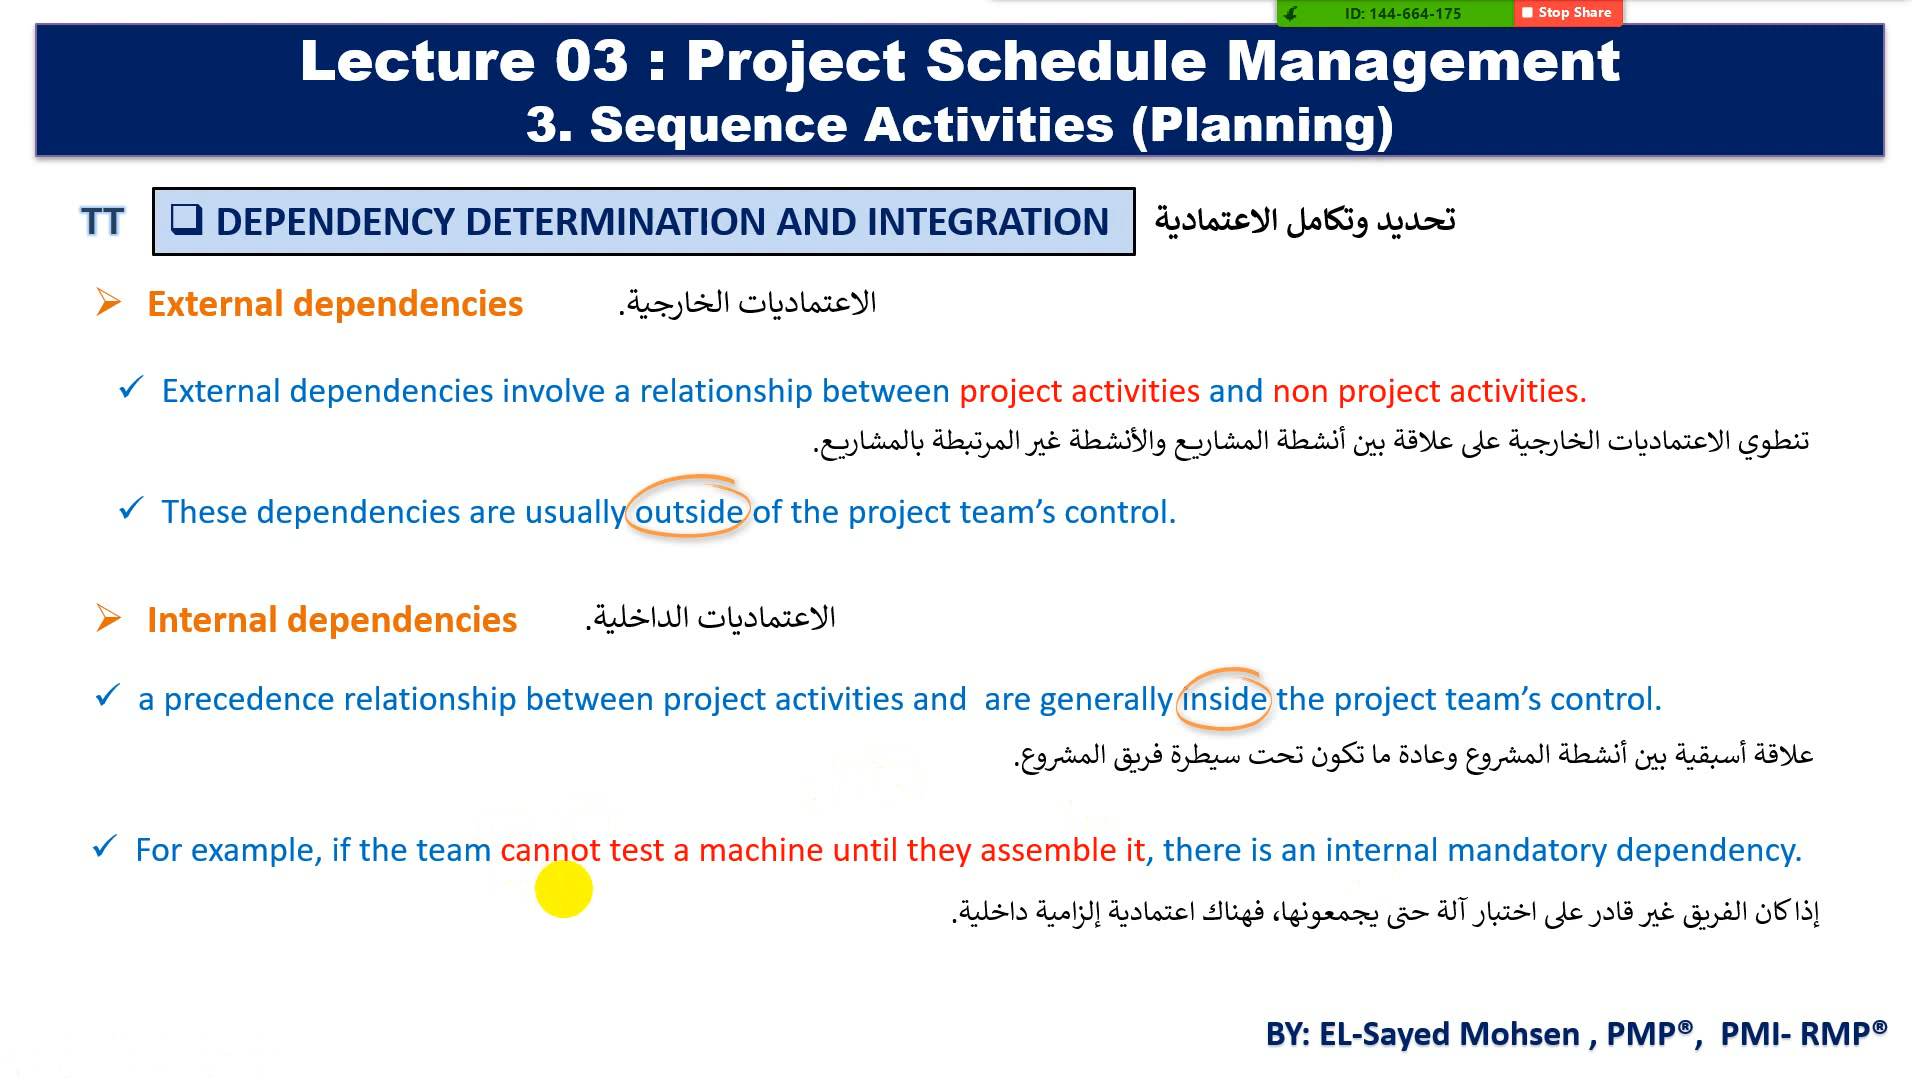 ID: 144-664-175 Stop Share
Lecture 03 : Project Schedule Management
3. Sequence Activities (Planning)
TT ❑ DEPENDENCY DETERMINATION AND INTEGRATION تحديد وتكامل الاعتمادية
➢ External dependencies الاعتماديات الخارجية.
✓ External dependencies involve a relationship between project activities and non project activities.
تنطوي الاعتماديات الخارجية على علاقة بين أنشطة المشاريع والأنشطة غير المرتبطة بالمشاريع.
✓ These dependencies are usually outside of the project team’s control.
➢ Internal dependencies الاعتماديات الداخلية.
✓ a precedence relationship between project activities and are generally inside the project team’s control.
علاقة أسبقية بين أنشطة المشروع وعادة ما تكون تحت سيطرة فريق المشروع.
✓ For example, if the team cannot test a machine until they assemble it, there is an internal mandatory dependency.
إذا كان الفريق غير قادر على اختبار آلة حتى يجمعونها، فهناك اعتمادية إلزامية داخلية.
BY: EL-Sayed Mohsen , PMP®, PMI- RMP®